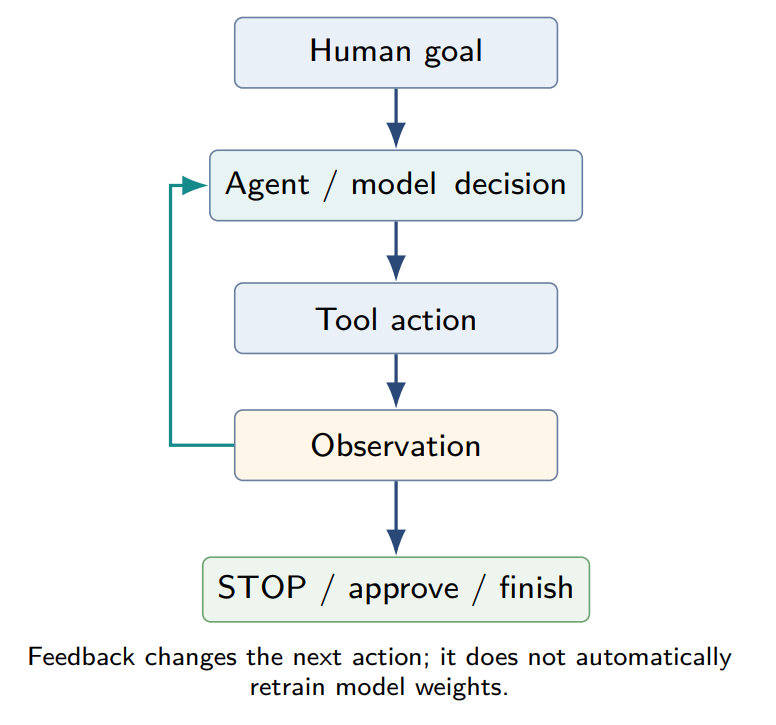 Human goal
Agent / model decision
Tool action
Observation
STOP / approve / finish
Feedback changes the next action; it does not automatically
retrain model weights.